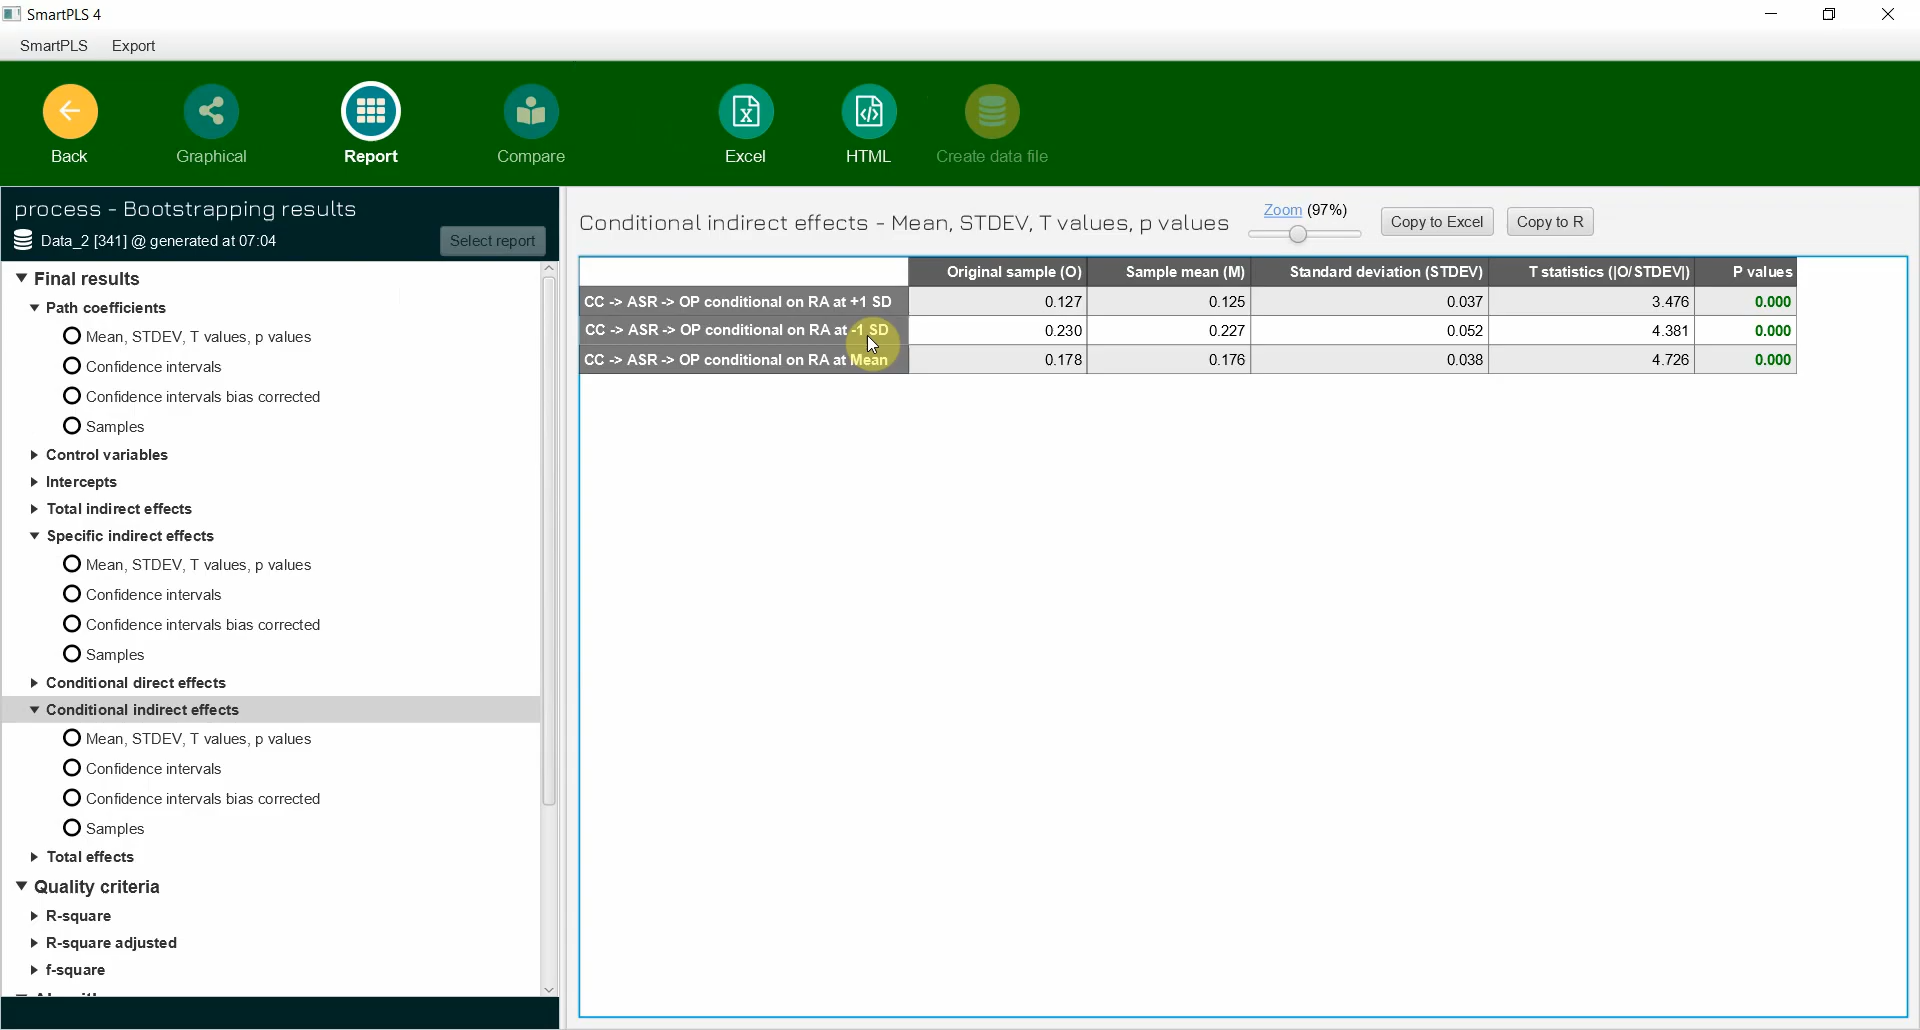 SmartPLS 4
SmartPLS Export
Back Graphical Report Compare Excel HTML Create data file
process - Bootstrapping results
Data_2 [341] @ generated at 07:04
Select report
Final results
Path coefficients
Mean, STDEV, T values, p values
Confidence intervals
Confidence intervals bias corrected
Samples
Control variables
Intercepts
Total indirect effects
Specific indirect effects
Mean, STDEV, T values, p values
Confidence intervals
Confidence intervals bias corrected
Samples
Conditional direct effects
Conditional indirect effects
Mean, STDEV, T values, p values
Confidence intervals
Confidence intervals bias corrected
Samples
Total effects
Quality criteria
R-square
R-square adjusted
f-square
Conditional indirect effects - Mean, STDEV, T values, p values
Zoom (97%)
Copy to Excel Copy to R
Original sample (O) Sample mean (M) Standard deviation (STDEV) T statistics (|O/STDEV|) P values
CC -> ASR -> OP conditional on RA at +1 SD 0.127 0.125 0.037 3.476 0.000
CC -> ASR -> OP conditional on RA at -1 SD 0.230 0.227 0.052 4.381 0.000
CC -> ASR -> OP conditional on RA at Mean 0.178 0.176 0.038 4.726 0.000